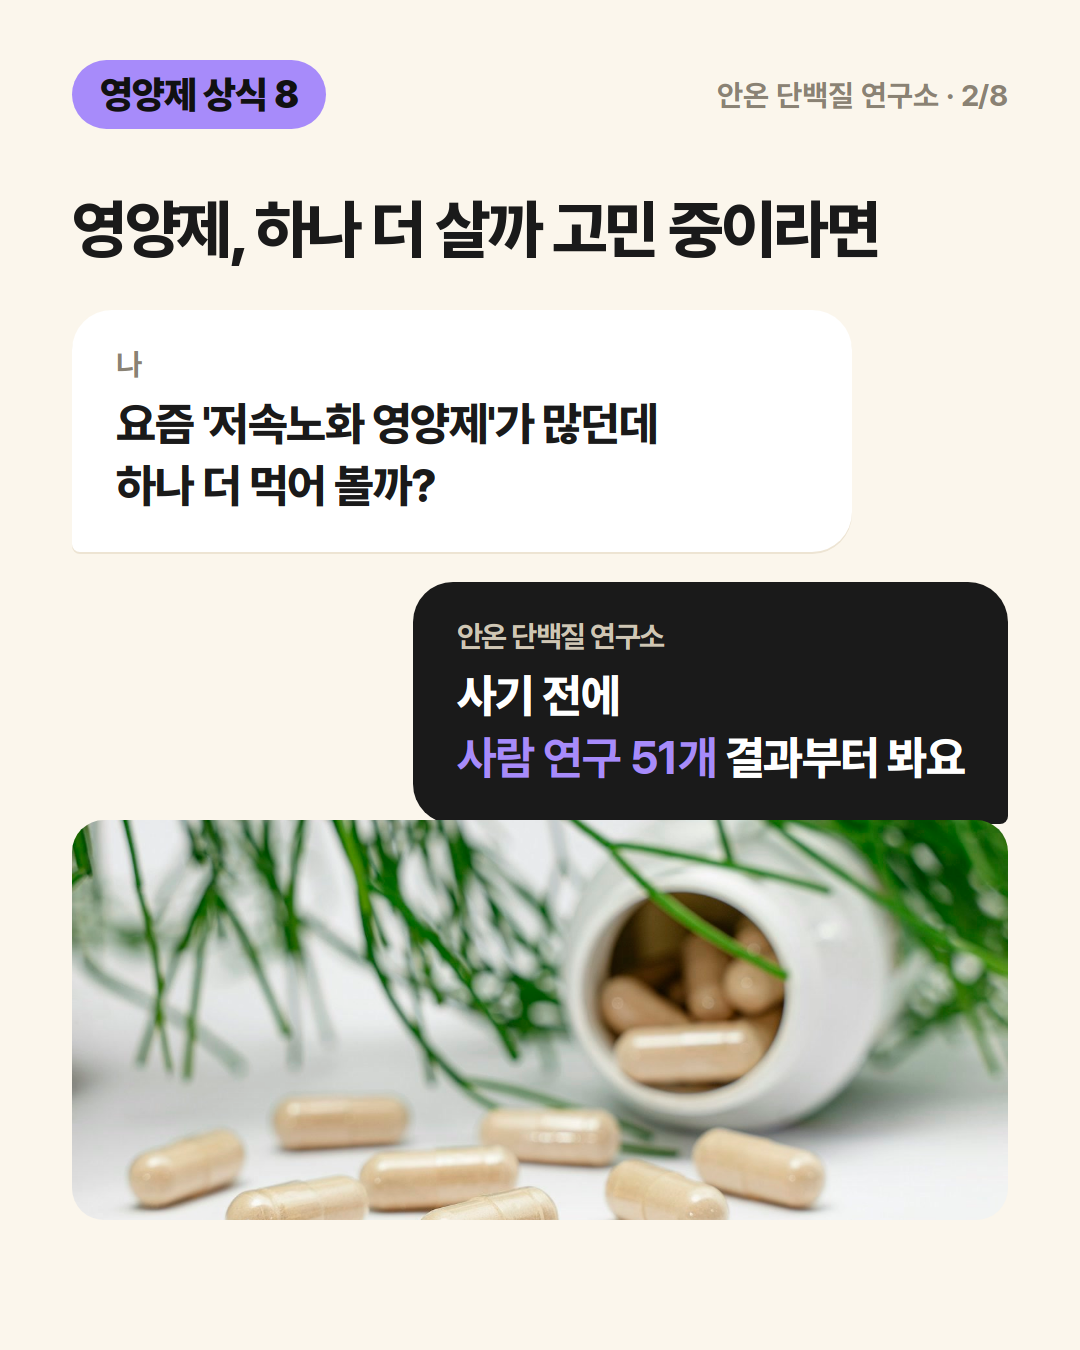 영양제 상식 8
안온 단백질 연구소 · 2/8
영양제, 하나 더 살까 고민 중이라면
나
요즘 '저속노화 영양제'가 많던데
하나 더 먹어 볼까?
안온 단백질 연구소
사기 전에
사람 연구 51개 결과부터 봐요